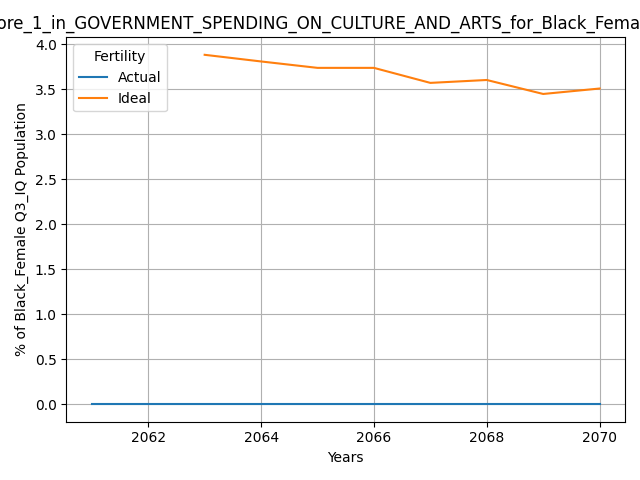 ore_1_in_GOVERNMENT_SPENDING_ON_CULTURE_AND_ARTS_for_Black_Fema
Fertility
Actual
Ideal
4.0
3.5
3.0
2.5
2.0
1.5
1.0
0.5
0.0
% of Black_Female Q3_IQ Population
2062 2064 2066 2068 2070
Years